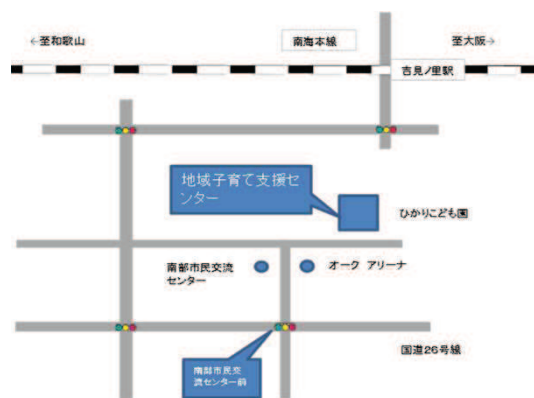 ←至和歌山
南海本線
至大阪→
吉見ノ里駅
地域子育て支援セ
ンター
ひかりこども園
南部市民交流
センター
オーク アリーナ
国道26号線
南部市民交
流センター前